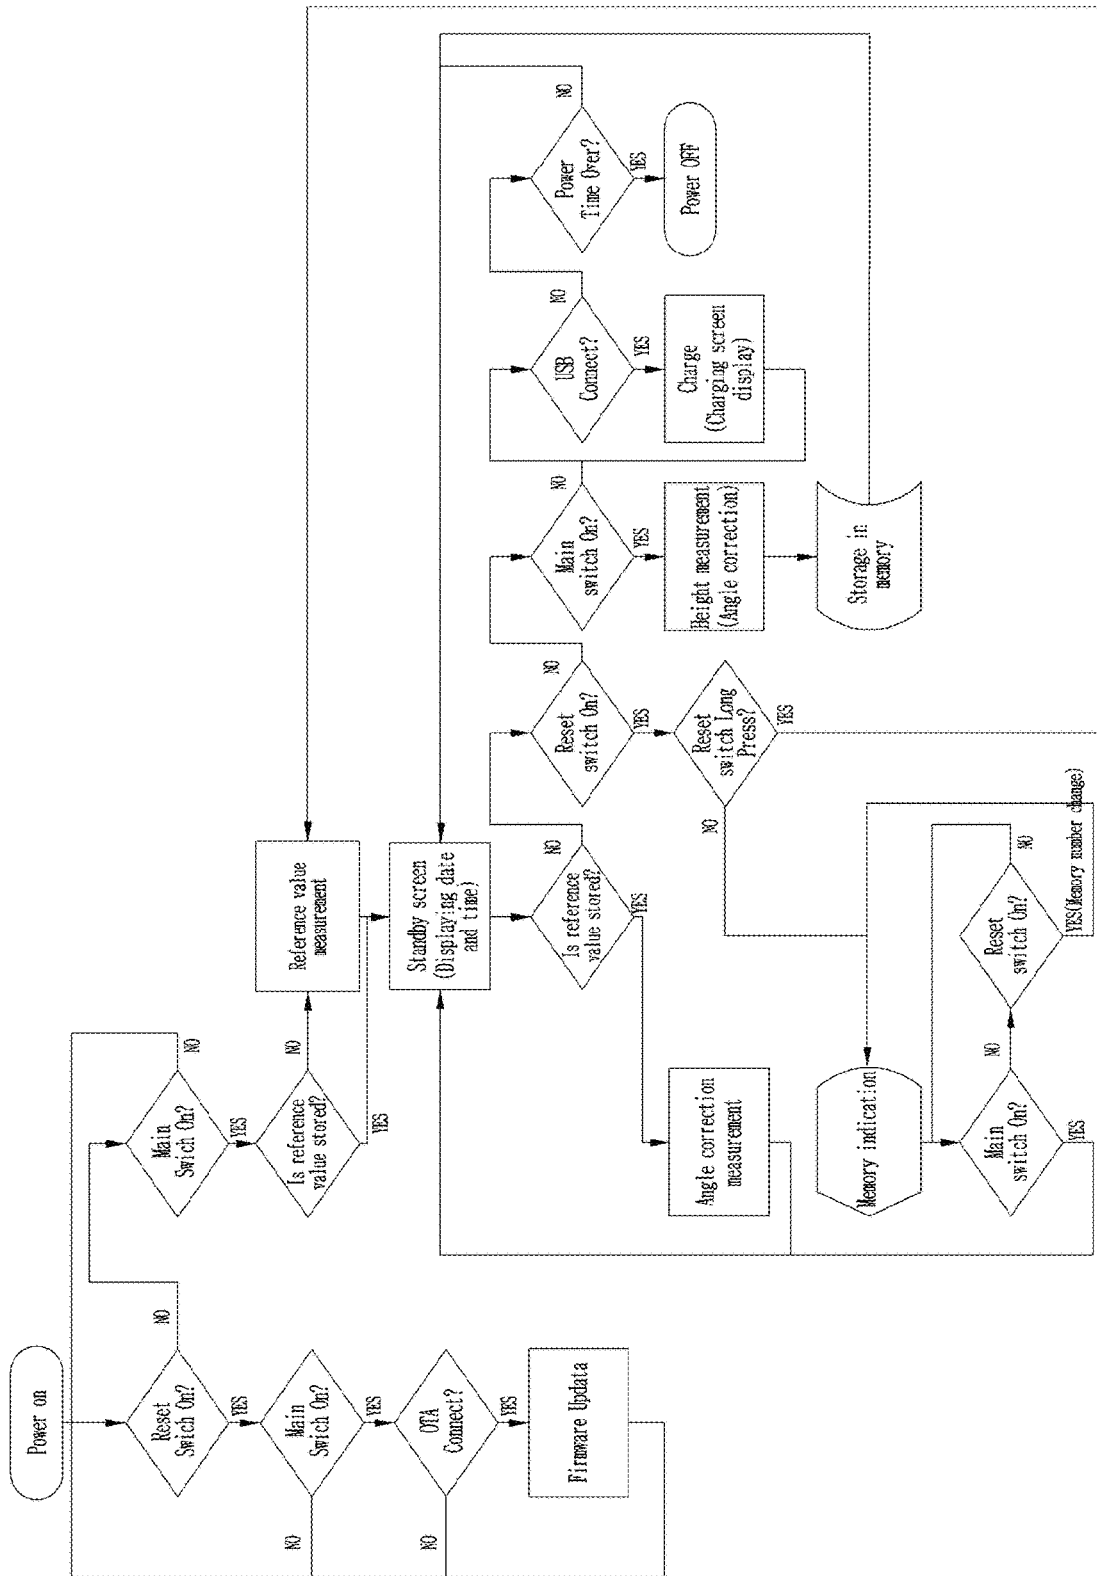 Power on
Reset
Swich On?
NO
YES
Main
Swich On?
NO
YES
OTA
Connect?
NO
YES
Firmware Updata
Main
Swich On?
NO
YES
Is reference
value stored?
NO
YES
Reference value
measurement
Standby screen
(Displaying date
and time)
Is reference
value stored?
NO
YES
Angle correction
measurement
Reset
switch On?
NO
YES
Reset
switch Long
Press?
NO
YES
Memory indication
Main
switch On?
NO
YES
Reset
switch On?
NO
YES(Memory number change)
Main
switch On?
NO
YES
Height measurement
(Angle correction)
Storage in
memory
USB
Connect?
NO
YES
Charge
(Charging screen
display)
Power
Time Over?
NO
YES
Power OFF